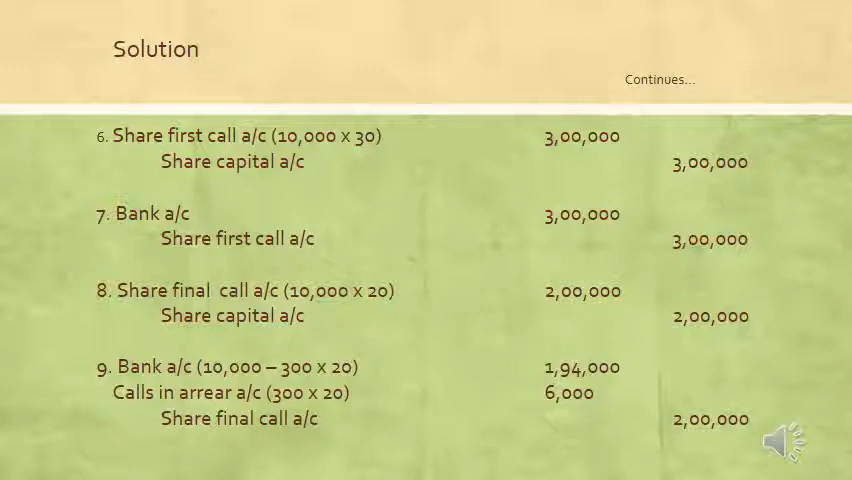 Solution
Continues...
6. Share first call a/c (10,000 x 30) 3,00,000
Share capital a/c 3,00,000
7. Bank a/c 3,00,000
Share first call a/c 3,00,000
8. Share final call a/c (10,000 x 20) 2,00,000
Share capital a/c 2,00,000
9. Bank a/c (10,000 – 300 x 20) 1,94,000
Calls in arrear a/c (300 x 20) 6,000
Share final call a/c 2,00,000